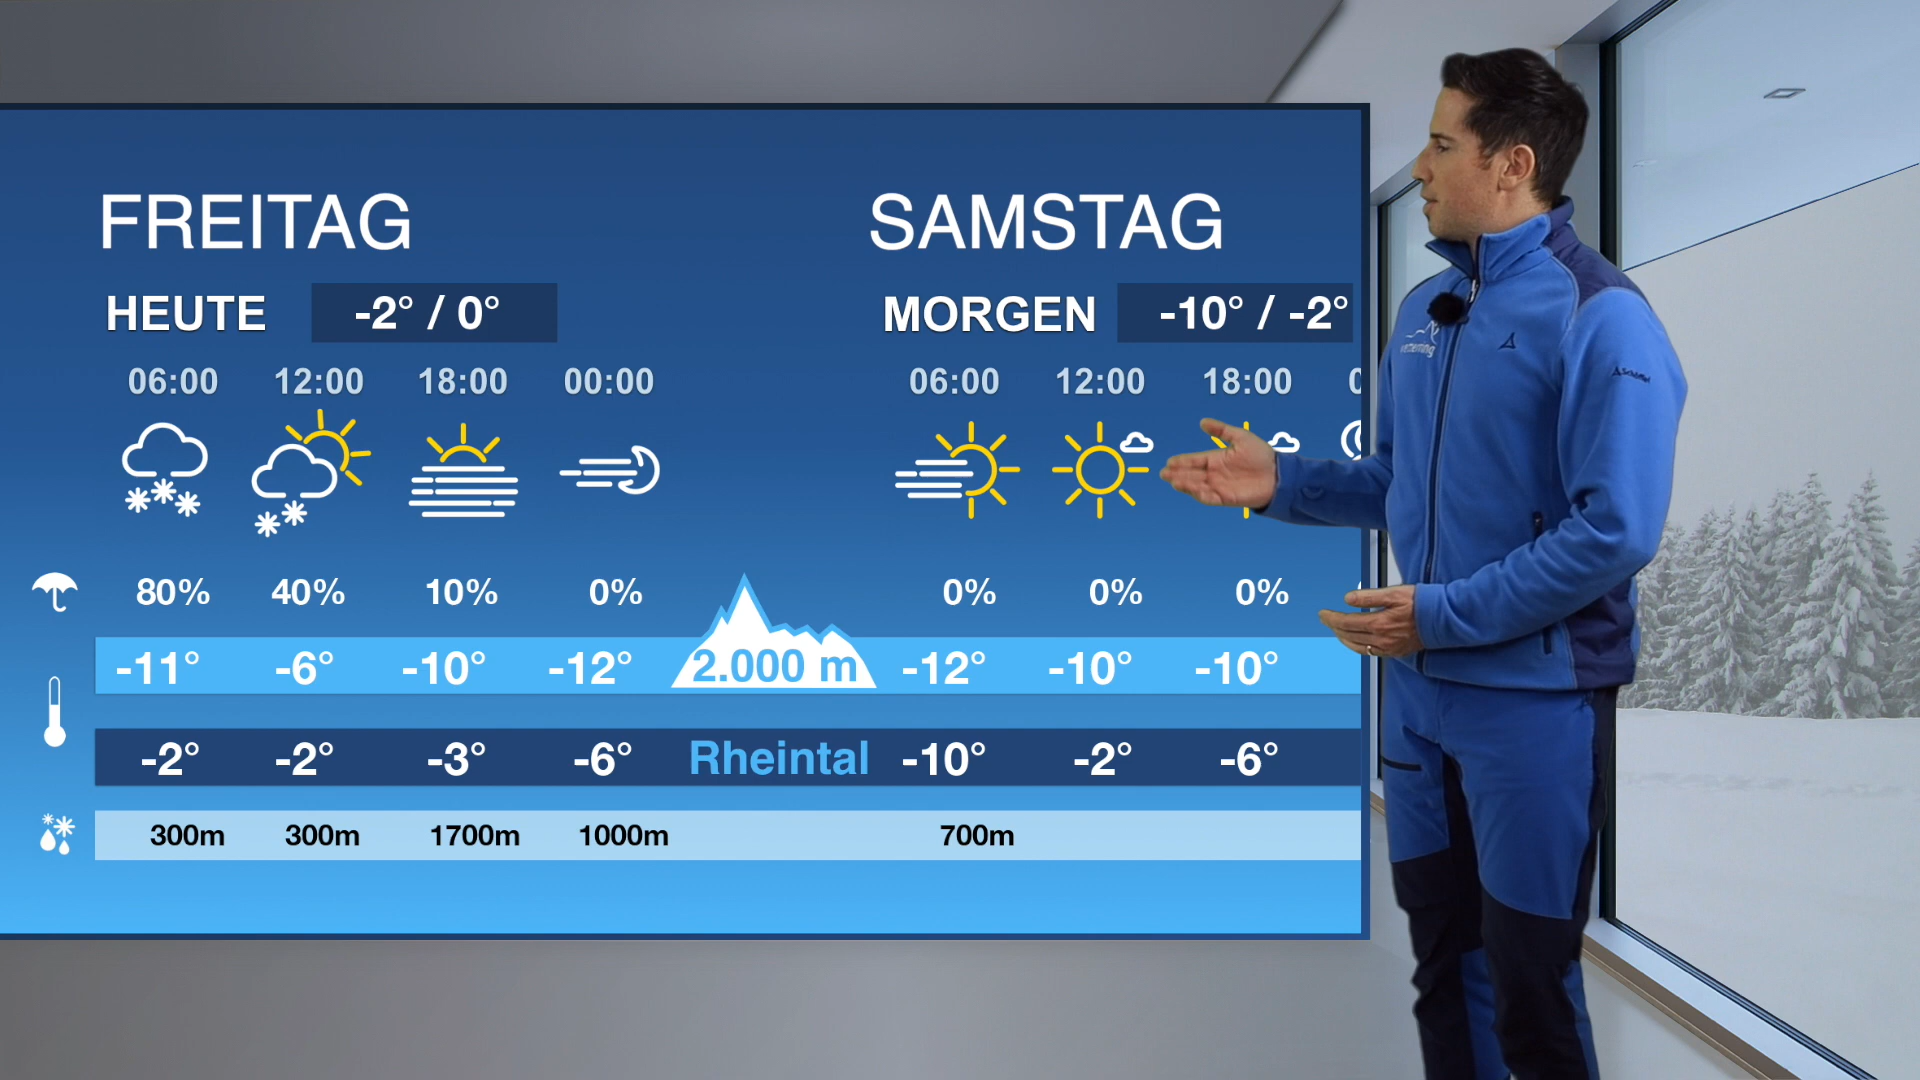 FREITAG
HEUTE -2° / 0°
06:00 12:00 18:00 00:00
80% 40% 10% 0%
-11° -6° -10° -12°
-2° -2° -3° -6°
300m 300m 1700m 1000m
2.000 m
Rheintal
SAMSTAG
MORGEN -10° / -2°
06:00 12:00 18:00
0% 0% 0%
-12° -10° -10°
-10° -2° -6°
700m
Schöffel